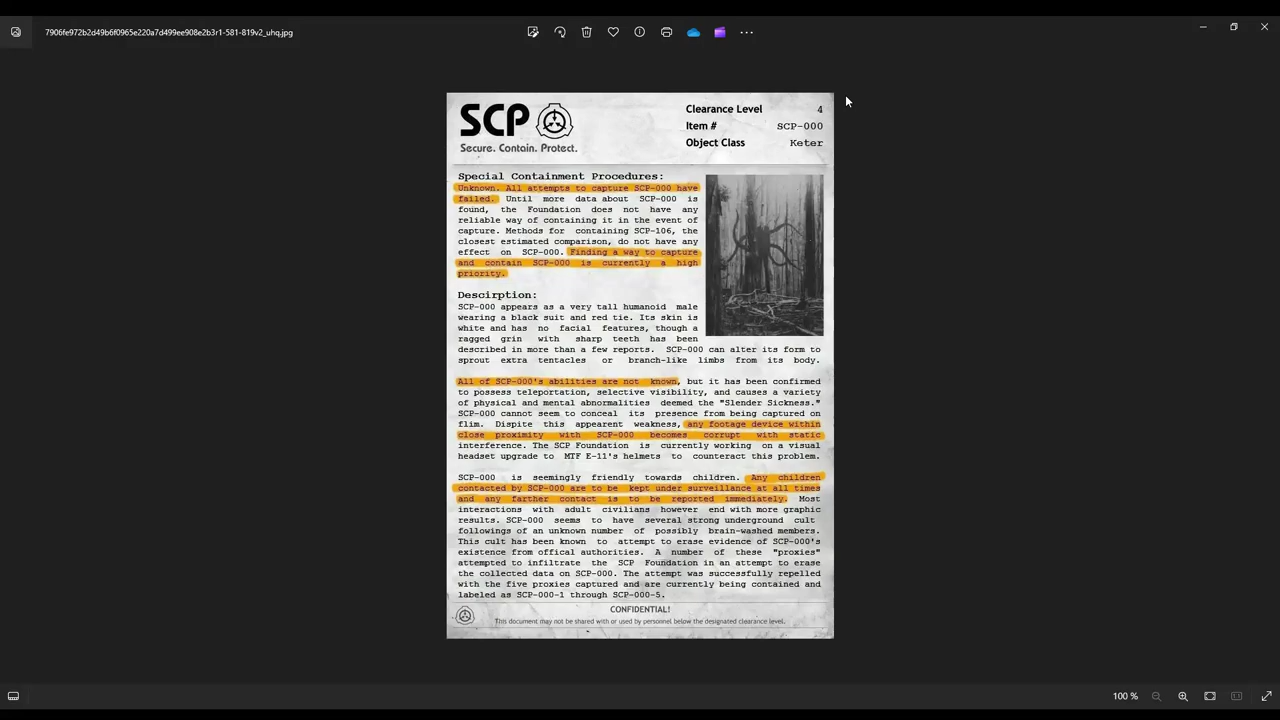 7906fe972b2d49b6f0965e220a7d499ee908e2b3r1-581-819v2_uhq.jpg
SCP
Secure. Contain. Protect.
Clearance Level 4
Item # SCP-000
Object Class Keter
Special Containment Procedures:
Unknown. All attempts to capture SCP-000 have
failed. Until more data about SCP-000 is
found, the Foundation does not have any
reliable way of containing it in the event of
capture. Methods for containing SCP-106, the
closest estimated comparison, do not have any
effect on SCP-000. Finding a way to capture
and contain SCP-000 is currently a high
priority.
Descirption:
SCP-000 appears as a very tall humanoid male
wearing a black suit and red tie. Its skin is
white and has no facial features, though a
ragged grin with sharp teeth has been
described in more than a few reports. SCP-000 can alter its form to
sprout extra tentacles or branch-like limbs from its body.
All of SCP-000's abilities are not known, but it has been confirmed
to possess teleportation, selective visibility, and causes a variety
of physical and mental abnormalities deemed the "Slender Sickness."
SCP-000 cannot seem to conceal its presence from being captured on
flim. Dispite this appearent weakness, any footage device within
close proximity with SCP-000 becomes corrupt with static
interference. The SCP Foundation is currently working on a visual
headset upgrade to MTF E-11's helmets to counteract this problem.
SCP-000 is seemingly friendly towards children. Any children
contacted by SCP-000 are to be kept under surveillance at all times
and any farther contact is to be reported immediately. Most
interactions with adult civilians however end with more graphic
results. SCP-000 seems to have several strong underground cult
followings of an unknown number of possibly brain-washed members.
This cult has been known to attempt to erase evidence of SCP-000's
existence from offical authorities. A number of these "proxies"
attempted to infiltrate the SCP Foundation in an attempt to erase
the collected data on SCP-000. The attempt was successfully repelled
with the five proxies captured and are currently being contained and
labeled as SCP-000-1 through SCP-000-5.
CONFIDENTIAL!
This document may not be shared with or used by personnel below the designated clearance level.
100 %